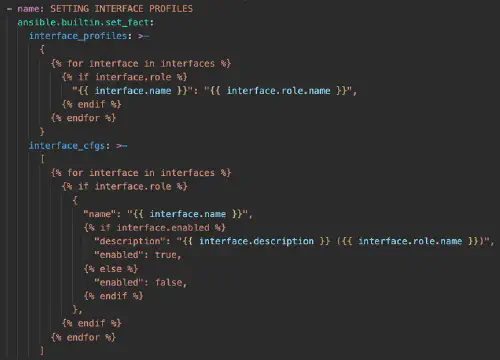 - name: SETTING INTERFACE PROFILES
  ansible.builtin.set_fact:
    interface_profiles: >-
      {
        {% for interface in interfaces %}
          {% if interface.role %}
            "{{ interface.name }}": "{{ interface.role.name }}",
          {% endif %}
        {% endfor %}
      }
    interface_cfgs: >-
      [
        {% for interface in interfaces %}
          {% if interface.role %}
            {
              "name": "{{ interface.name }}",
              {% if interface.enabled %}
                "description": "{{ interface.description }} ({{ interface.role.name }})",
                "enabled": true,
              {% else %}
                "enabled": false,
              {% endif %}
            },
          {% endif %}
        {% endfor %}
      ]